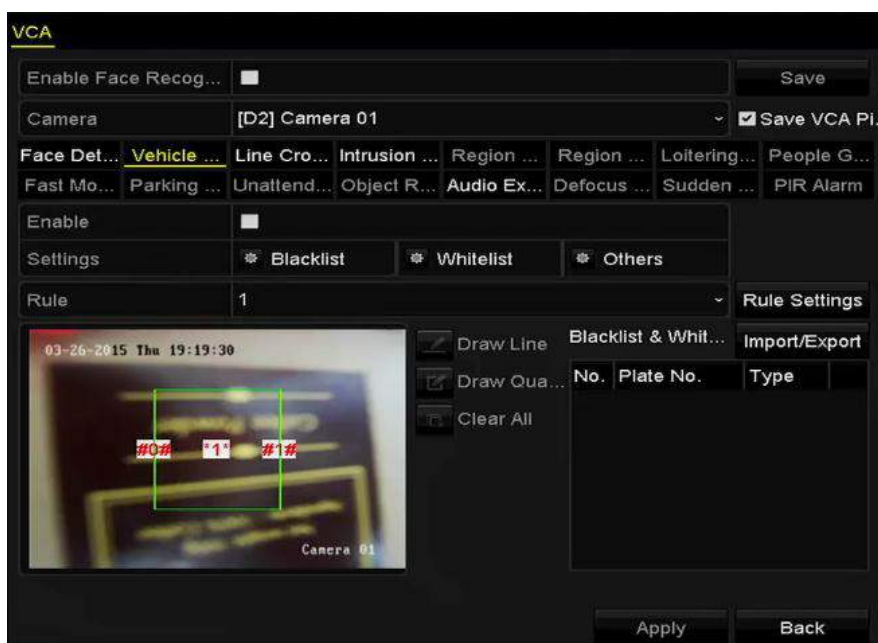 VCA
Enable Face Recog...
Save
Camera [D2] Camera 01
Save VCA Pi.
Face Det... Vehicle ... Line Cro... Intrusion ... Region ... Region ... Loitering... People G...
Fast Mo... Parking ... Unattend... Object R... Audio Ex... Defocus ... Sudden ... PIR Alarm
Enable
Settings Blacklist Whitelist Others
Rule 1 Rule Settings
03-26-2015 Thu 19:19:30
#0# *1* #1#
Camera 01
Draw Line
Draw Qua...
Clear All
Blacklist & Whit... Import/Export
No. Plate No. Type
Apply Back